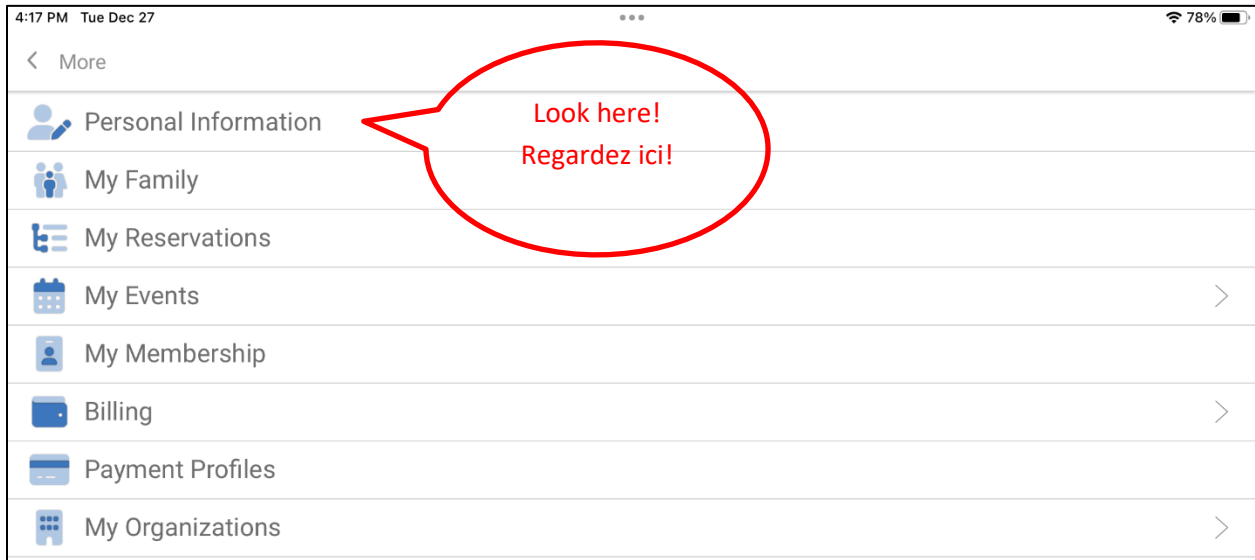 4:17 PM Tue Dec 27
78%
More
Personal Information
Look here!
Regardez ici!
My Family
My Reservations
My Events
My Membership
Billing
Payment Profiles
My Organizations